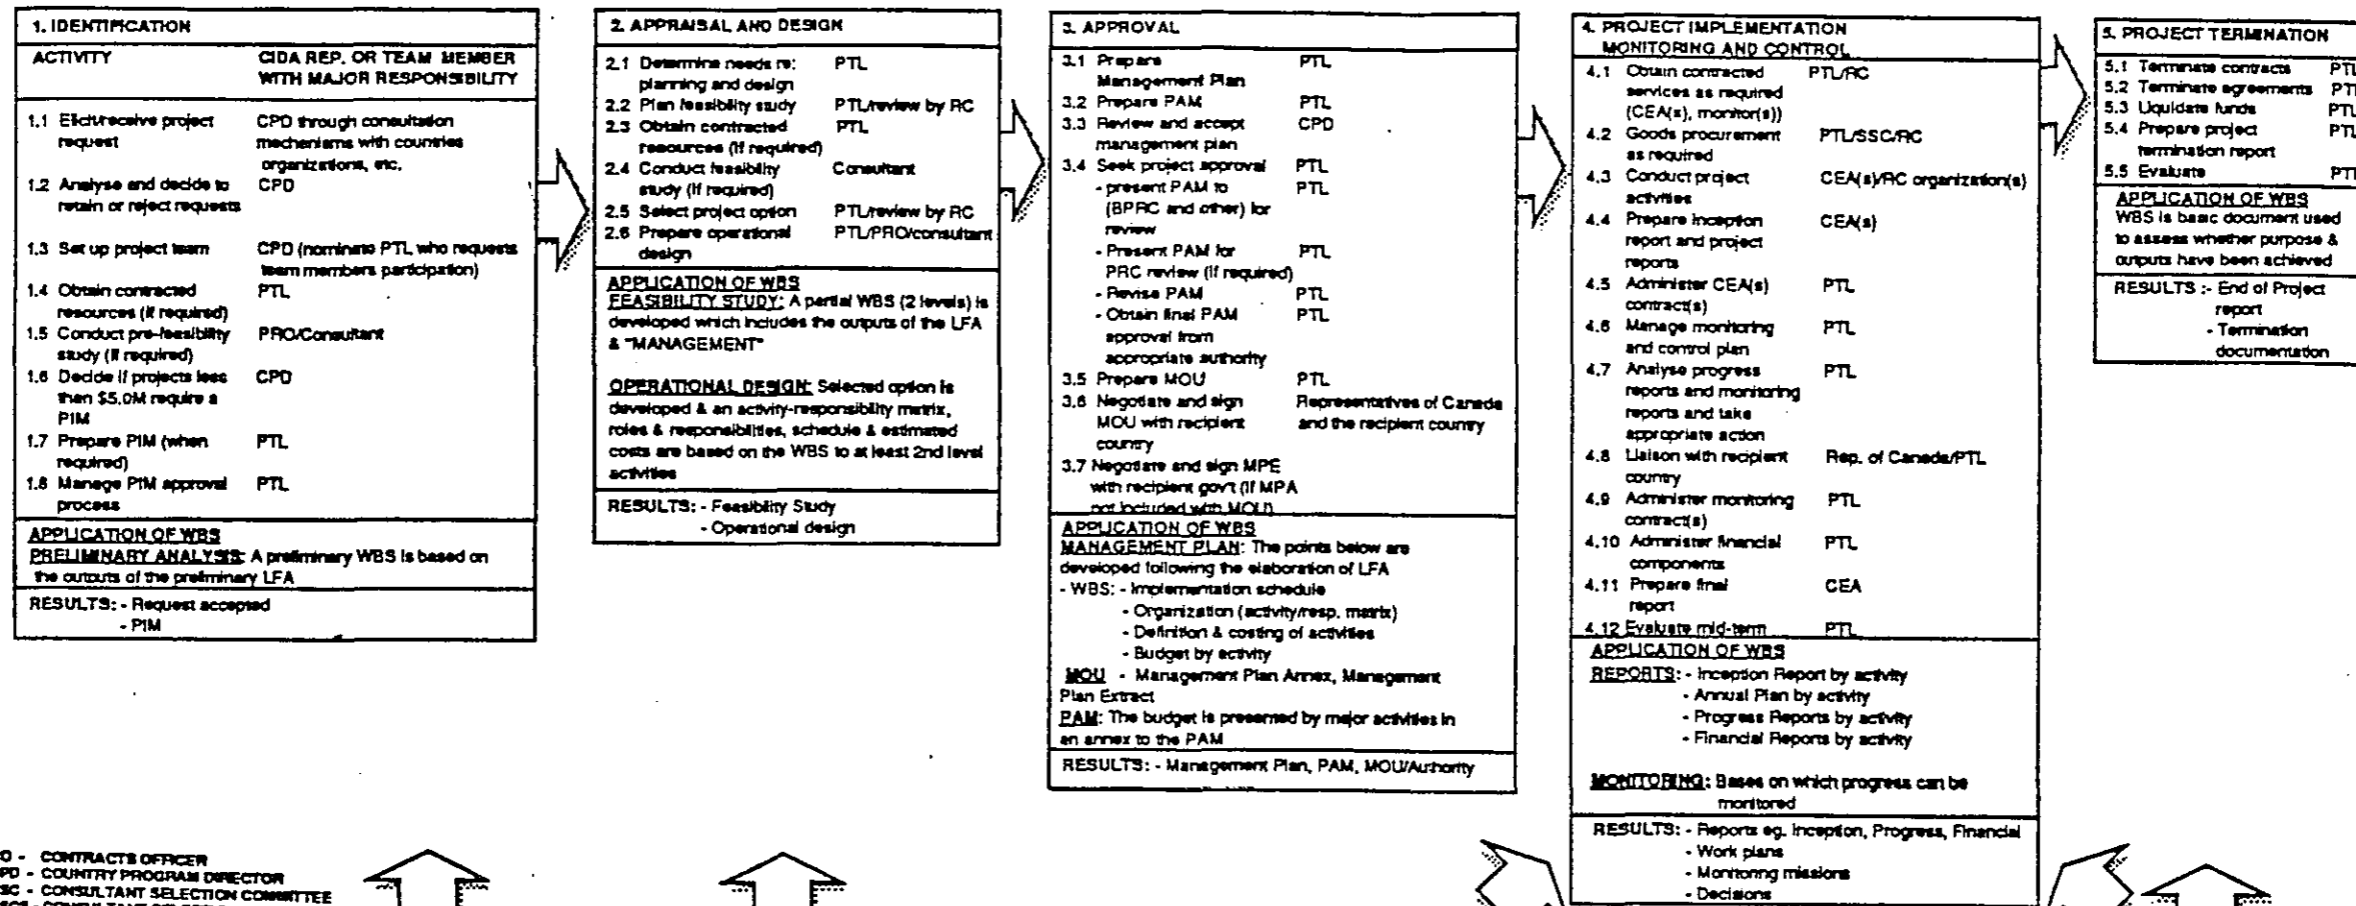 1. IDENTIFICATION
ACTIVITY CIDA REP. OR TEAM MEMBER
WITH MAJOR RESPONSIBILITY
1.1 Elicit/receive project CPD through consultation
request mechanisms with countries
organizations, etc.
1.2 Analyse and decide to CPD
retain or reject requests
1.3 Set up project team CPD (nominate PTL who requests
team members participation)
1.4 Obtain contracted PTL
resources (if required)
1.5 Conduct pre-feasibility PRO/Consultant
study (if required)
1.6 Decide if projects less CPD
then $5.0M require a
PIM
1.7 Prepare PIM (when PTL
required)
1.8 Manage PIM approval PTL
process
APPLICATION OF WBS
PRELIMINARY ANALYSIS: A preliminary WBS is based on
the outputs of the preliminary LFA
RESULTS: - Request accepted
- PIM
2. APPRAISAL AND DESIGN
2.1 Determine needs re: PTL
planning and design
2.2 Plan feasibility study PTL/review by RC
2.3 Obtain contracted PTL
resources (if required)
2.4 Conduct feasibility Consultant
study (if required)
2.5 Select project option PTL/review by RC
2.6 Prepare operational PTL/PRO/consultant
design
APPLICATION OF WBS
FEASIBILITY STUDY: A partial WBS (2 levels) is
developed which includes the outputs of the LFA
& "MANAGEMENT"
OPERATIONAL DESIGN: Selected option is
developed & an activity-responsibility matrix,
roles & responsibilities, schedule & estimated
costs are based on the WBS to at least 2nd level
activities
RESULTS: - Feasibility Study
- Operational design
3. APPROVAL
3.1 Prepare PTL
Management Plan
3.2 Prepare PAM PTL
3.3 Review and accept CPD
management plan
3.4 Seek project approval PTL
- present PAM to PTL
(BPRC and other) for
review
- Present PAM for PTL
PRC review (if required)
- Revise PAM PTL
- Obtain final PAM PTL
approval from
appropriate authority
3.5 Prepare MOU PTL
3.6 Negotiate and sign Representatives of Canada
MOU with recipient and the recipient country
country
3.7 Negotiate and sign MPE
with recipient gov't (if MPA
not included with MOU)
APPLICATION OF WBS
MANAGEMENT PLAN: The points below are
developed following the elaboration of LFA
- WBS: - Implementation schedule
- Organization (activity/resp. matrix)
- Definition & costing of activities
- Budget by activity
MOU - Management Plan Annex, Management
Plan Extract
PAM: The budget is presented by major activities in
an annex to the PAM
RESULTS: - Management Plan, PAM, MOU/Authority
4. PROJECT IMPLEMENTATION
MONITORING AND CONTROL
4.1 Obtain contracted PTL/RC
services as required
(CEA(s), monitor(s))
4.2 Goods procurement PTL/SSC/RC
as required
4.3 Conduct project CEA(s)/RC organization(s)
activities
4.4 Prepare Inception CEA(s)
report and project
reports
4.5 Administer CEA(s) PTL
contract(s)
4.6 Manage monitoring PTL
and control plan
4.7 Analyse progress PTL
reports and monitoring
reports and take
appropriate action
4.8 Liaison with recipient Rep. of Canada/PTL
country
4.9 Administer monitoring PTL
contract(s)
4.10 Administer financial PTL
components
4.11 Prepare final CEA
report
4.12 Evaluate mid-term PTL
APPLICATION OF WBS
REPORTS: - Inception Report by activity
- Annual Plan by activity
- Progress Reports by activity
- Financial Reports by activity
MONITORING: Bases on which progress can be
monitored
RESULTS: - Reports eg. Inception, Progress, Financial
- Work plans
- Monitoring missions
- Decisions
5. PROJECT TERMINATION
5.1 Terminate contracts PTL
5.2 Terminate agreements PTL
5.3 Liquidate funds PTL
5.4 Prepare project PTL
termination report
5.5 Evaluate PTL
APPLICATION OF WBS
WBS is basic document used
to assess whether purpose &
outputs have been achieved
RESULTS :- End of Project
report
- Termination
documentation
O - CONTRACTS OFFICER
PD - COUNTRY PROGRAM DIRECTOR
SC - CONSULTANT SELECTION COMMITTEE